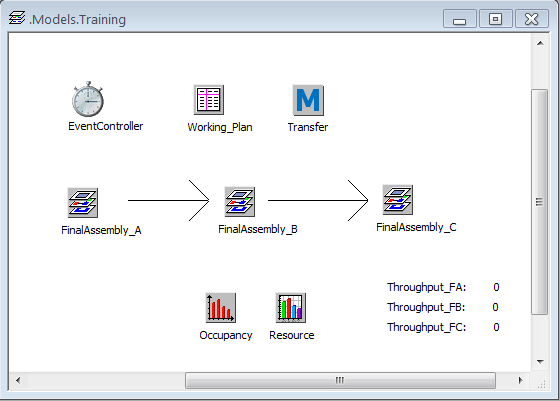 .Models.Training
EventController
Working_Plan
M
Transfer
FinalAssembly_A
FinalAssembly_B
FinalAssembly_C
Occupancy
Resource
Throughput_FA: 0
Throughput_FB: 0
Throughput_FC: 0